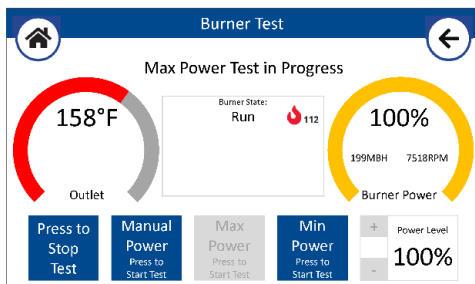 Burner Test
Max Power Test in Progress
158°F
Outlet
Burner State:
Run
112
100%
199MBH 7518RPM
Burner Power
Press to
Stop
Test
Manual
Power
Press to
Start Test
Max
Power
Press to
Start Test
Min
Power
Press to
Start Test
+
-
Power Level
100%